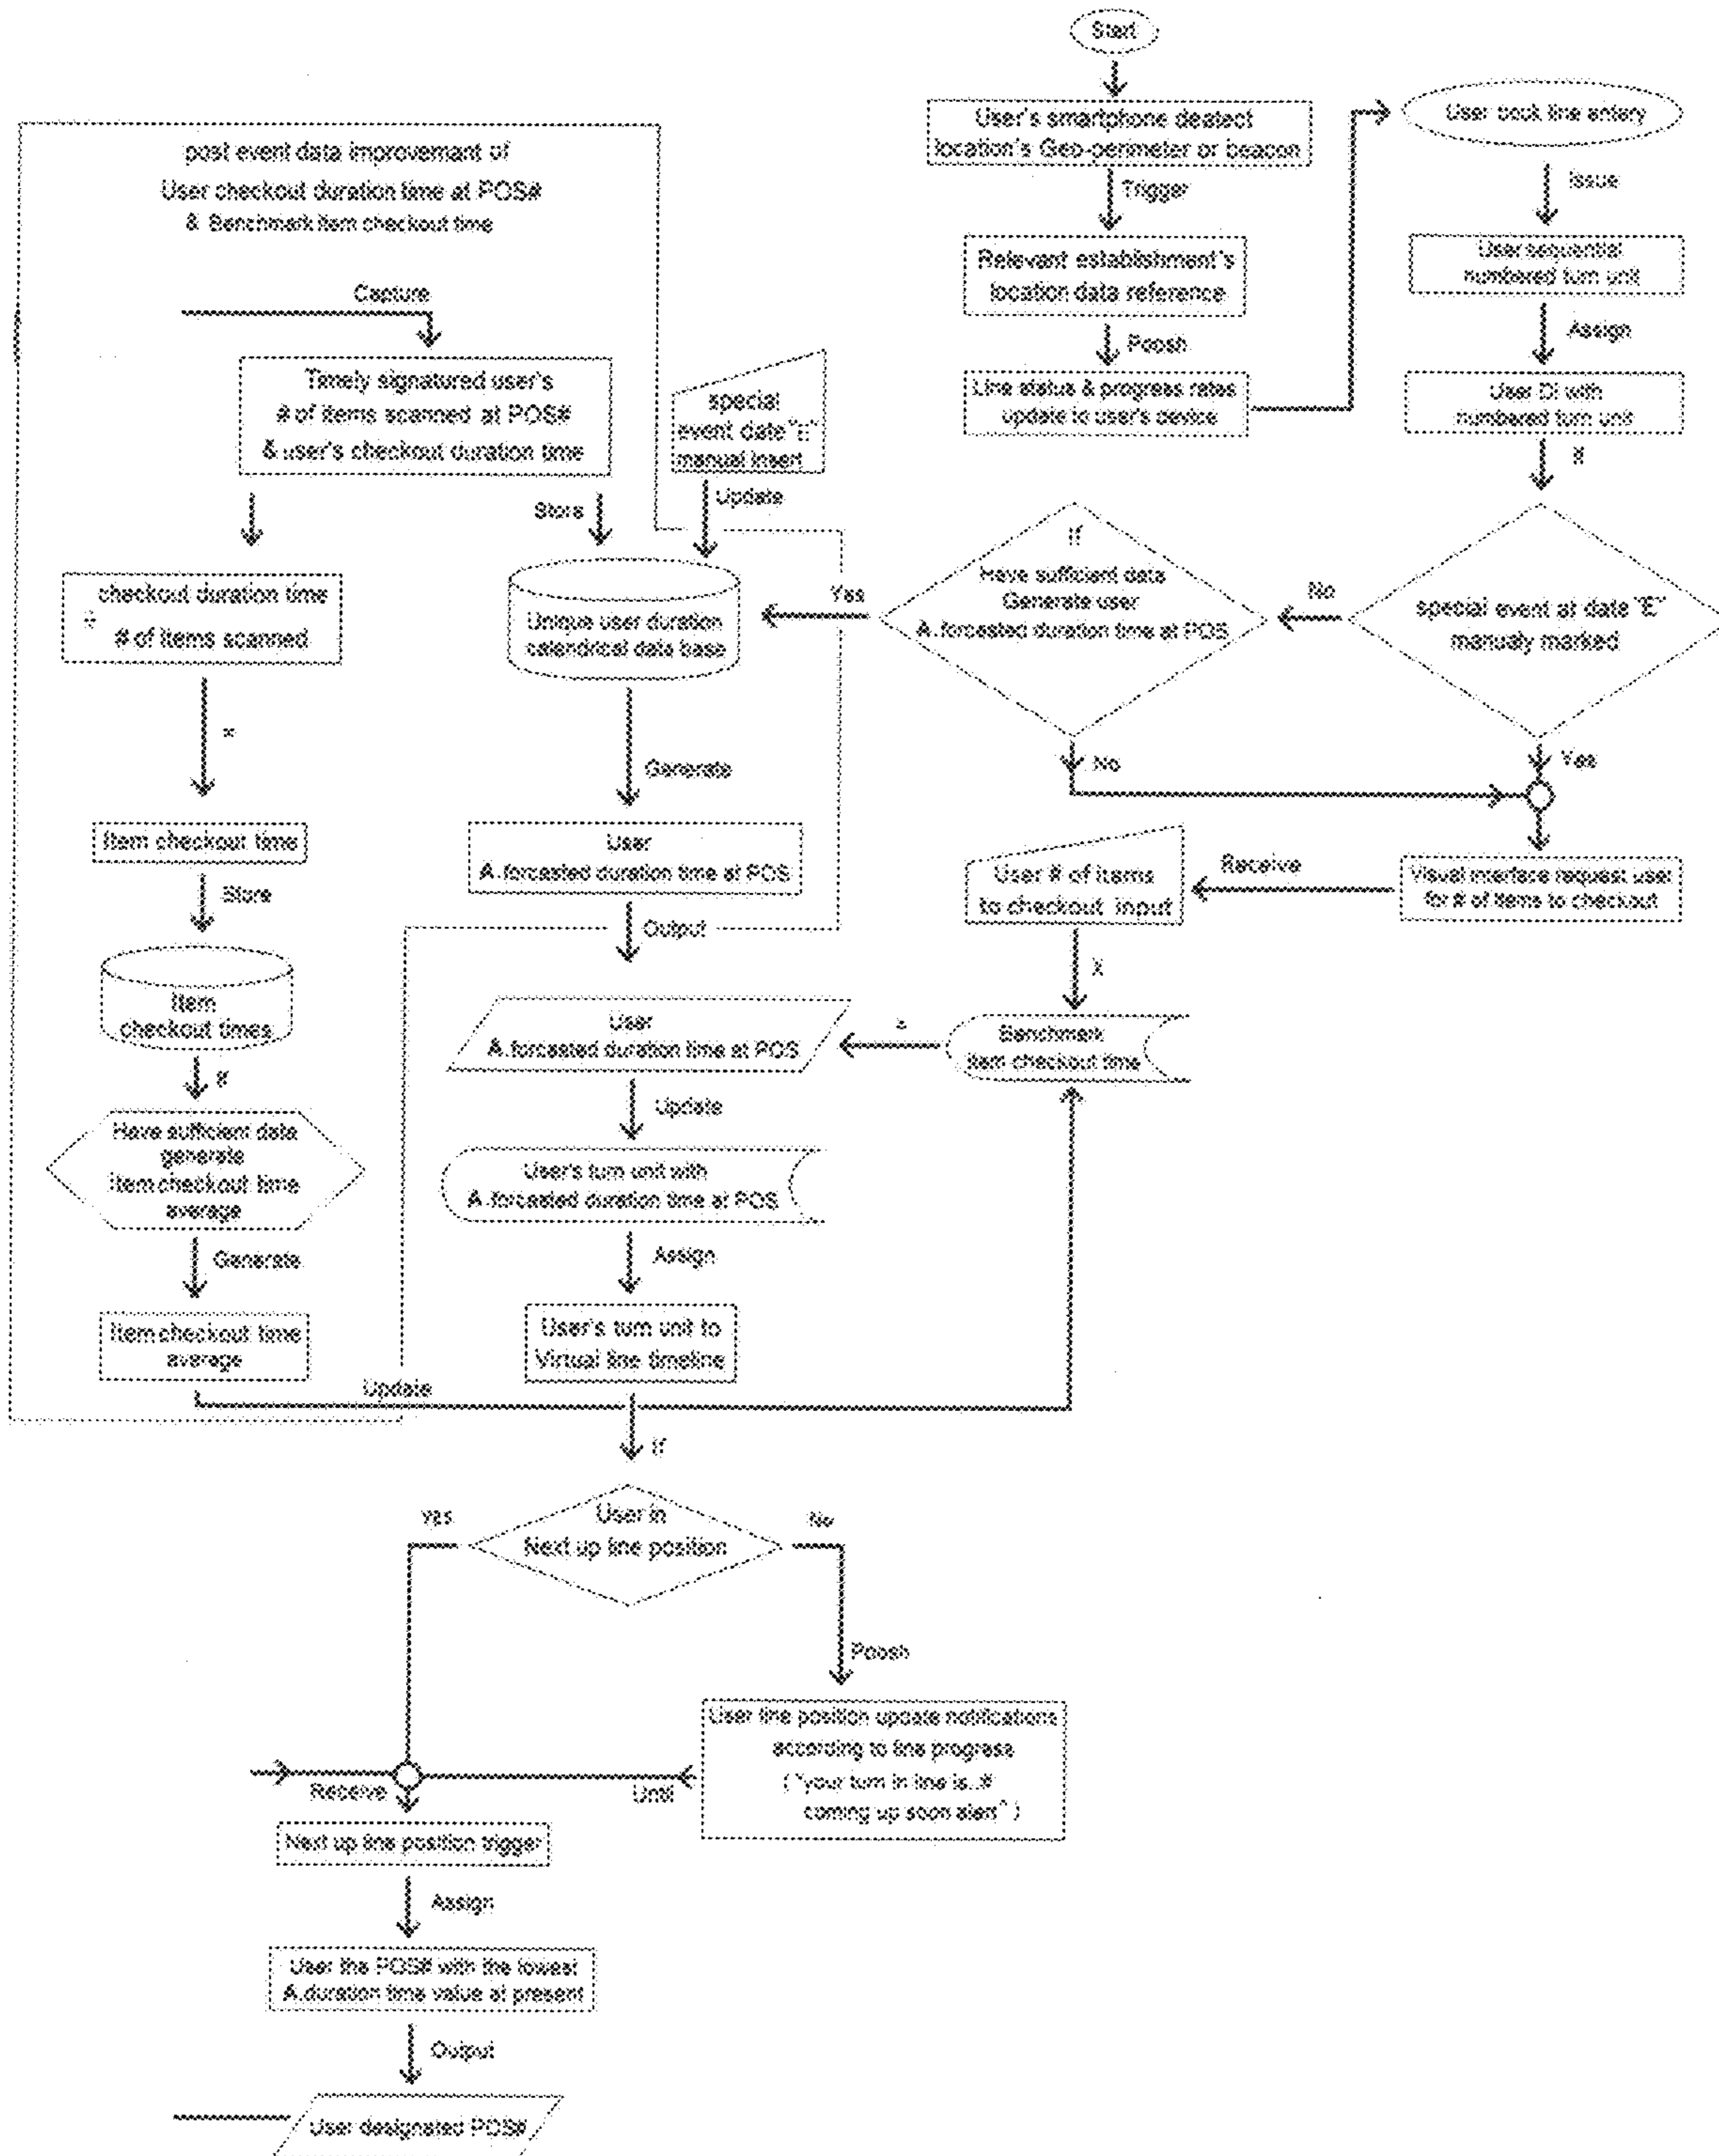 Start
User's smartphone deatect
location's Geo-perimeter or beacon
Trigger
Relevant establishment's
location data reference
Poosh
Line status & progress rates
update to user's device
User book line antery
Issue
User sequential
numbered turn unit
Assign
User DI with
numbered turn unit
If
special event at date "E"
manualy marked
No
Yes
If
Have sufficient data
Generate user
A.forcasted duration time at POS
Yes
No
Visual interface request user
for # of items to checkout
Receive
User # of items
to checkout input
X
Benchmark
item checkout time
=
post event data improvemant of
User checkout duration time at POS#
& Benchmark item checkout time
Capture
Timely signatured user's
# of items scanned at POS#
& user's checkout duration time
Store
special
event date "E"
manual insert
Update
checkout duration time
÷
# of items scanned
=
Item checkout time
Store
Item
checkout times
If
Have sufficient data
generate
Item checkout time
average
Generate
Item checkout time
average
Update
Unique user duration
calendrical data base
Generate
User
A.forcasted duration time at POS
Output
User
A.forcasted duration time at POS
Update
User's turn unit with
A.forcasted duration time at POS
Assign
User's turn unit to
Virtual line timeline
If
User in
Next up line position
YES
No
Poosh
User line position update notifications
according to line progress
( "your turn in line is..#
coming up soon alert" )
Until
Receive
Next up line position trigger
Assign
User the POS# with the lowest
A.duration time value at present
Output
User designated POS#